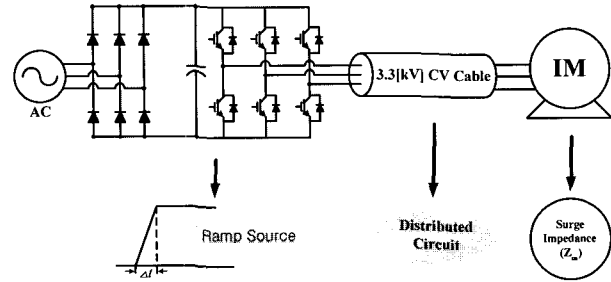 AC
3.3[kV] CV Cable
IM
Ramp Source
Δt
Distributed
Circuit
Surge
Impedance
(Zm)